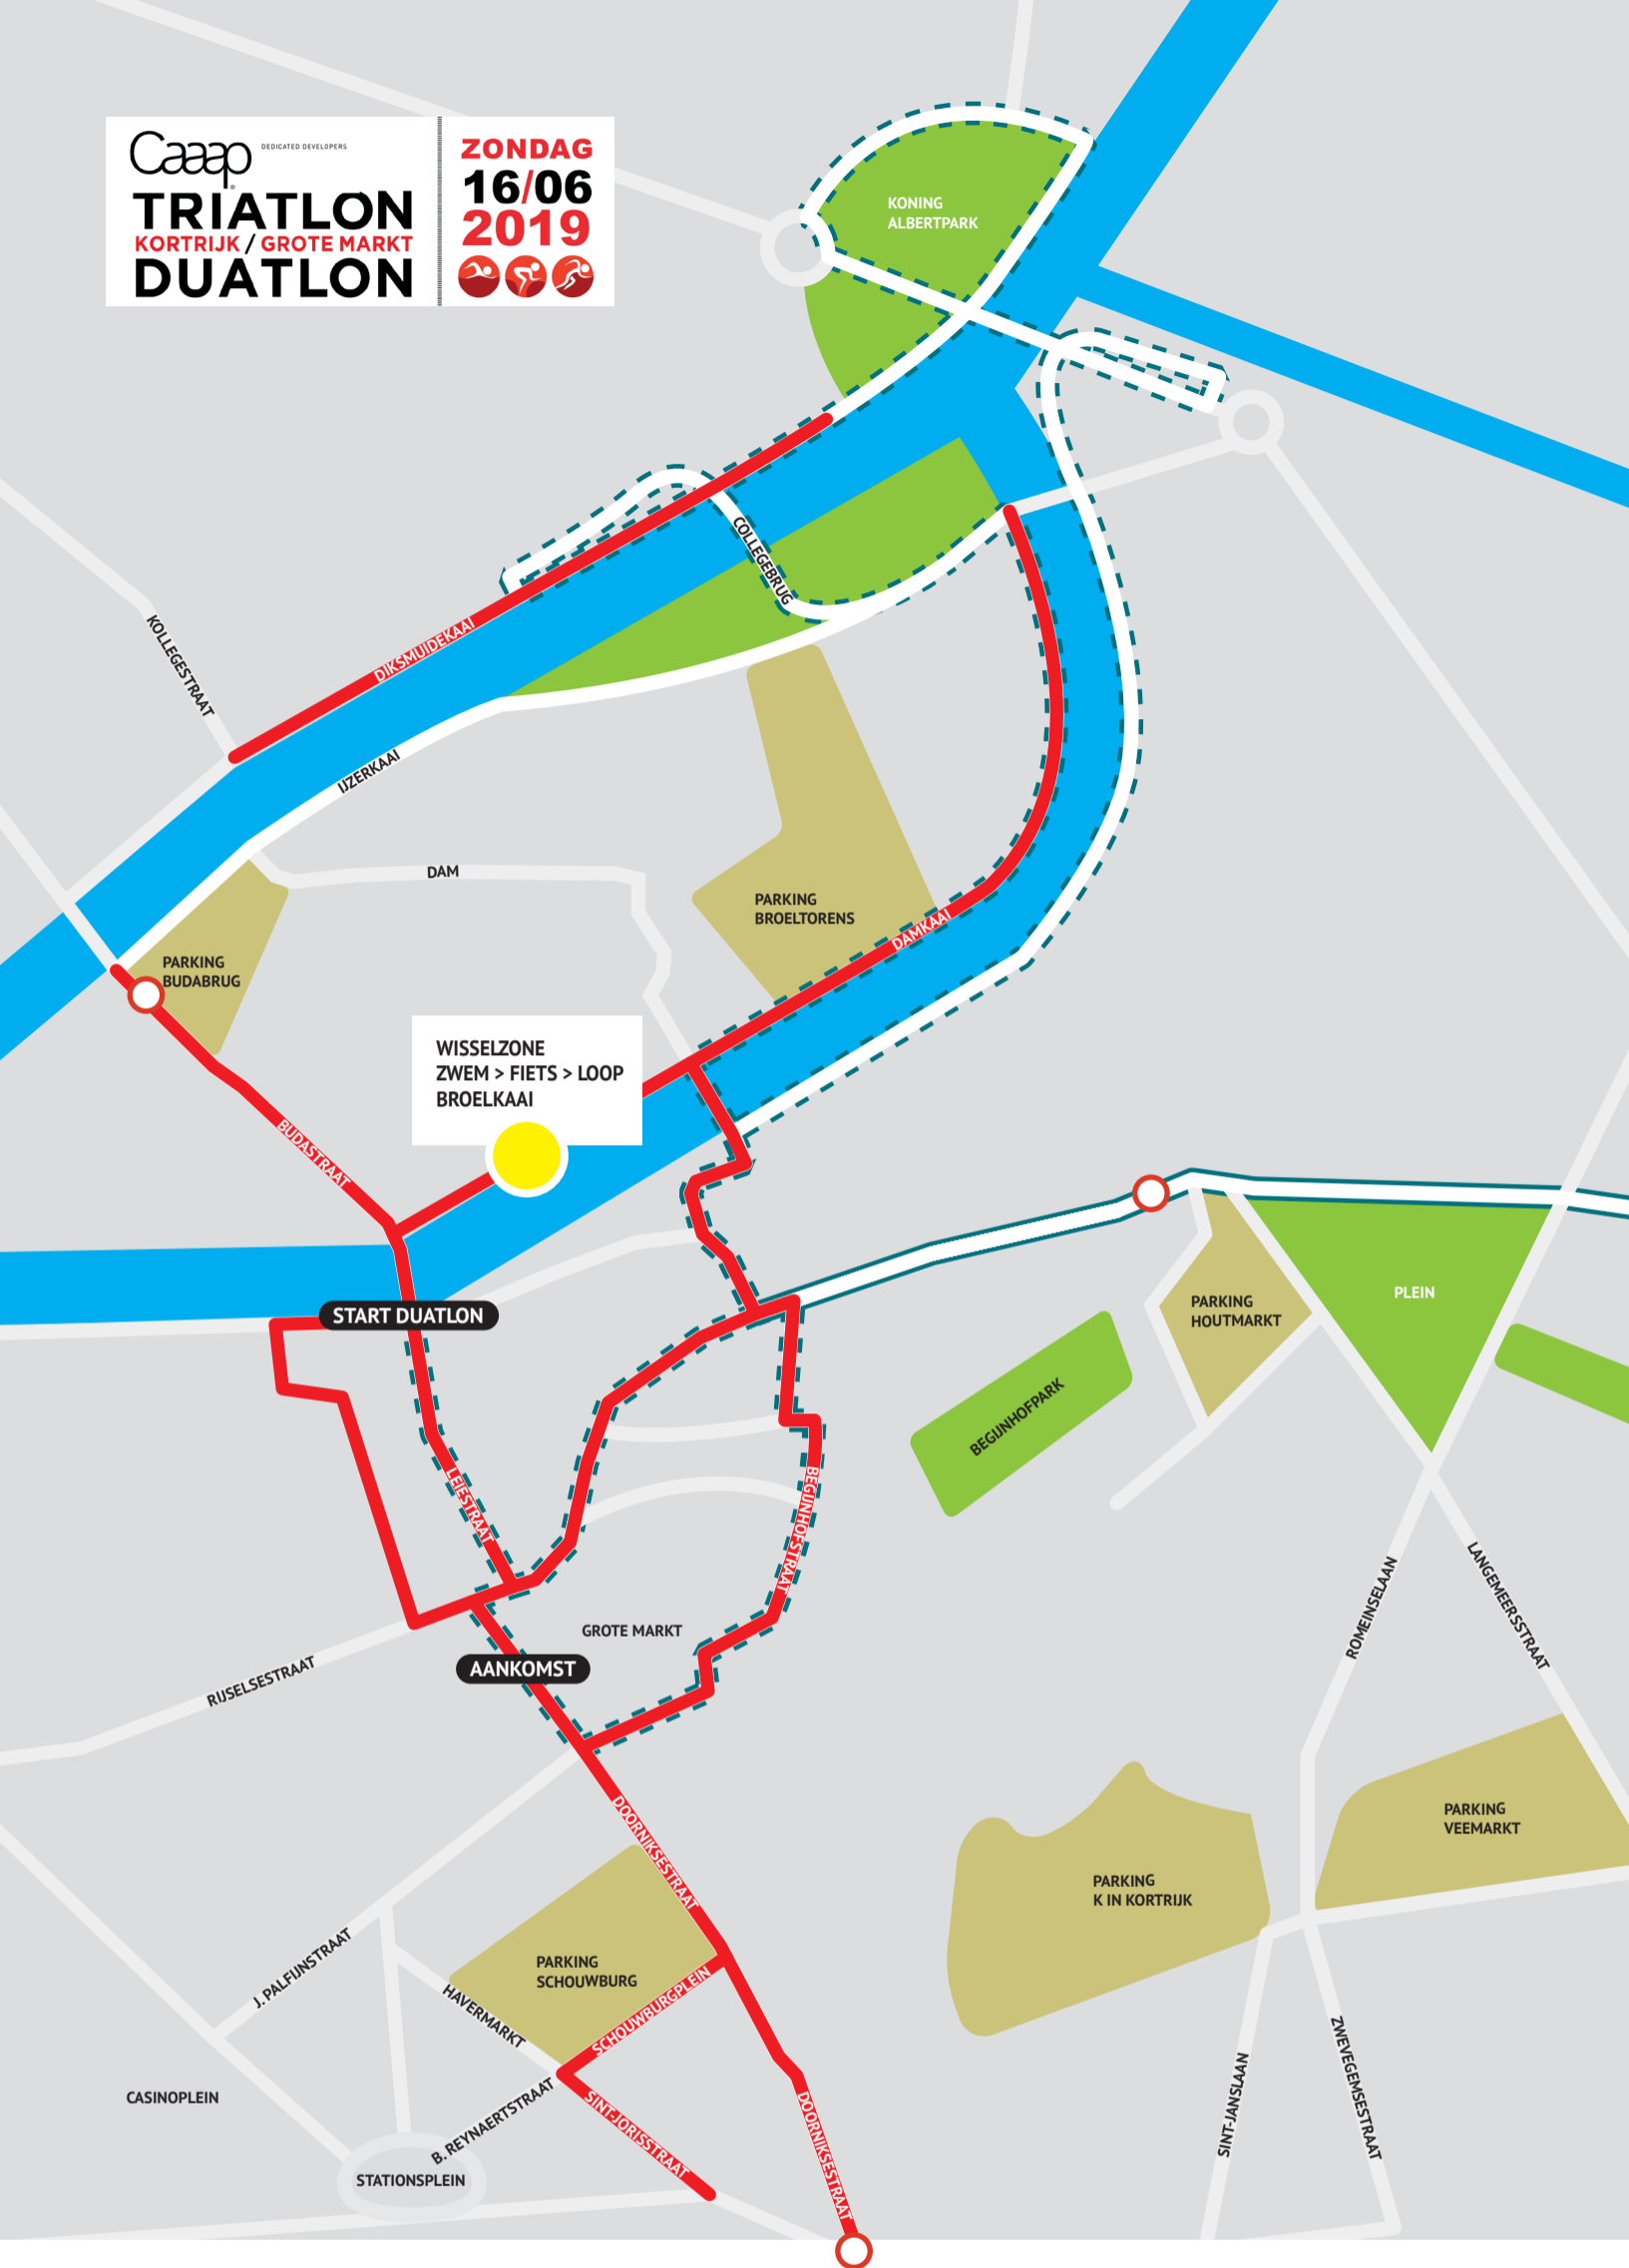 Caaap
DEDICATED DEVELOPERS
TRIATLON
KORTRIJK / GROTE MARKT
DUATLON
ZONDAG
16/06
2019
KONING
ALBERTPARK
COLLEGEBRUG
KOLLEGESTRAAT
DIKSMUIDEKAAI
IJZERKAAI
DAM
PARKING
BROELTORENS
DAMKAAI
PARKING
BUDABRUG
WISSELZONE
ZWEM > FIETS > LOOP
BROELKAAI
BUDASTRAAT
START DUATLON
PARKING
HOUTMARKT
PLEIN
BEGIJNHOFPARK
LEIESTRAAT
BEGIJNHOFSTRAAT
GROTE MARKT
AANKOMST
RIJSELSESTRAAT
ROMEINSELAAN
LANGEMEERSSTRAAT
DOORNIKSESTRAAT
PARKING
VEEMARKT
PARKING
K IN KORTRIJK
PARKING
SCHOUWBURG
J. PALFIJNSTRAAT
HAVERMARKT
SCHOUWBURGPLEIN
CASINOPLEIN
B. REYNAERTSTRAAT
SINT-JORISSTRAAT
DOORNIKSESTRAAT
STATIONSPLEIN
SINT-JANSLAAN
ZWEVEGEMSESTRAAT